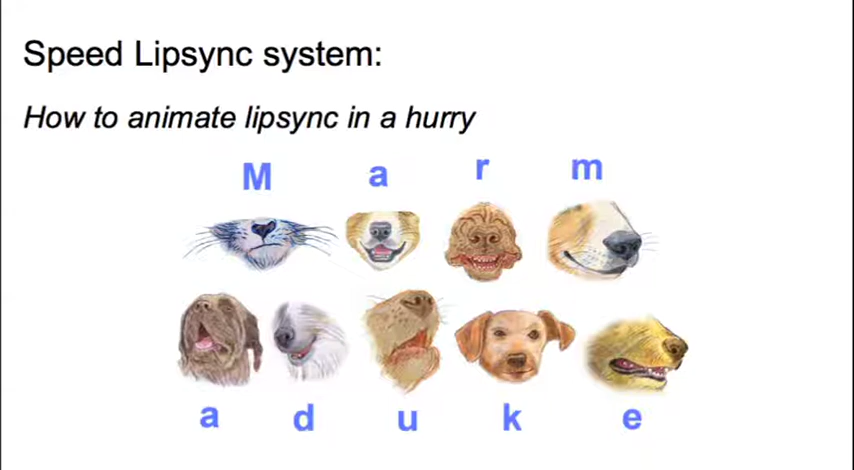 Speed Lipsync system:
How to animate lipsync in a hurry
M a r m
a d u k e